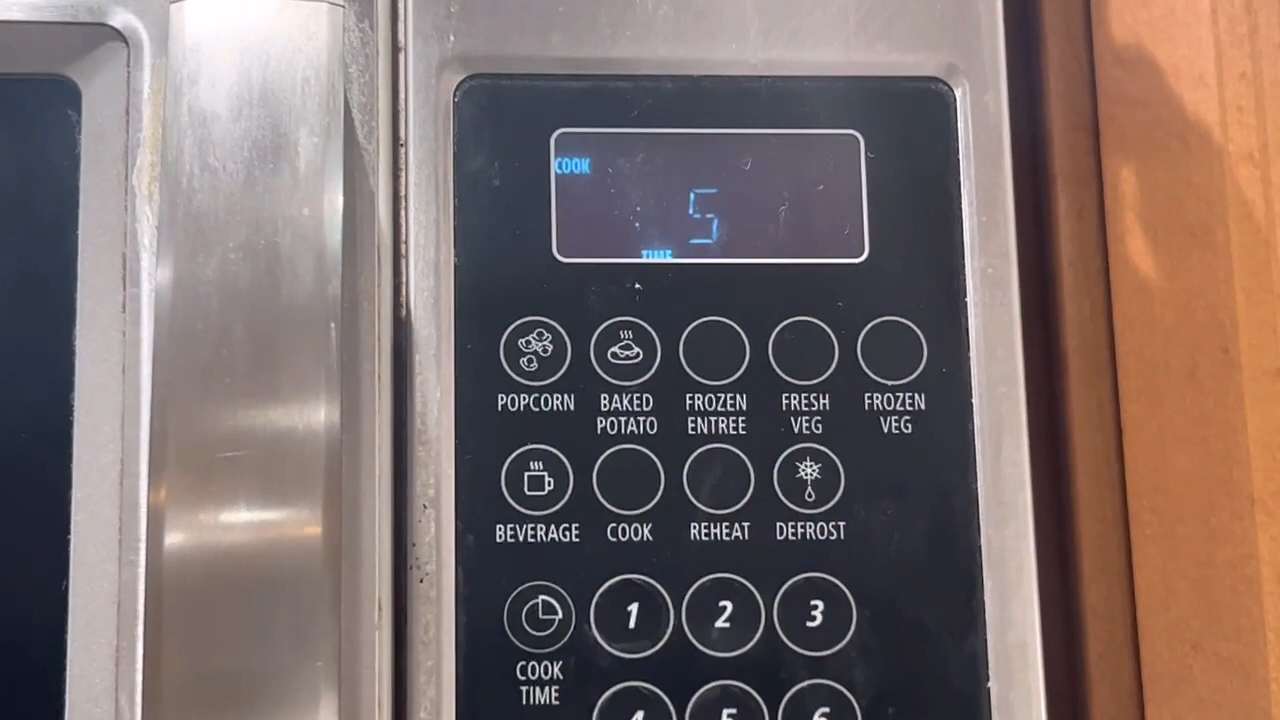 COOK
5
TIME
POPCORN
BAKED
POTATO
FROZEN
ENTREE
FRESH
VEG
FROZEN
VEG
BEVERAGE
COOK
REHEAT
DEFROST
1 2 3
COOK
TIME
4 5 6